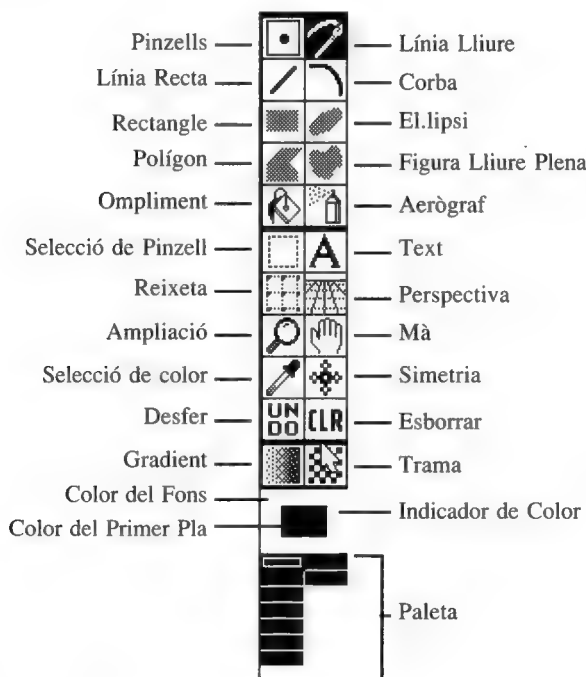 Pinzells
Línia Lliure
Línia Recta
Corba
Rectangle
El.lipsi
Polígon
Figura Lliure Plena
Ompliment
Aerògraf
Selecció de Pinzell
A
Text
Reixeta
Perspectiva
Ampliació
Mà
Selecció de color
Simetria
Desfer
UN
DO
CLR
Esborrar
Gradient
Trama
Color del Fons
Color del Primer Pla
Indicador de Color
Paleta